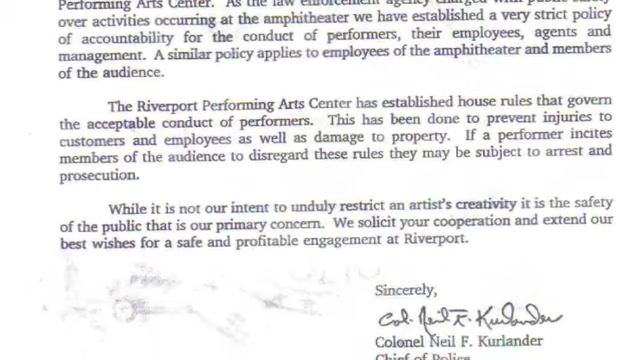 Performing Arts Center. As the law enforcement agency charged with public safety
over activities occurring at the amphitheater we have established a very strict policy
of accountability for the conduct of performers, their employees, agents and
management. A similar policy applies to employees of the amphitheater and members
of the audience.
The Riverport Performing Arts Center has established house rules that govern
the acceptable conduct of performers. This has been done to prevent injuries to
customers and employees as well as damage to property. If a performer incites
members of the audience to disregard these rules they may be subject to arrest and
prosecution.
While it is not our intent to unduly restrict an artist's creativity it is the safety
of the public that is our primary concern. We solicit your cooperation and extend our
best wishes for a safe and profitable engagement at Riverport.
Sincerely,
Col. Neil F. Kurlander
Colonel Neil F. Kurlander
Chief of Police